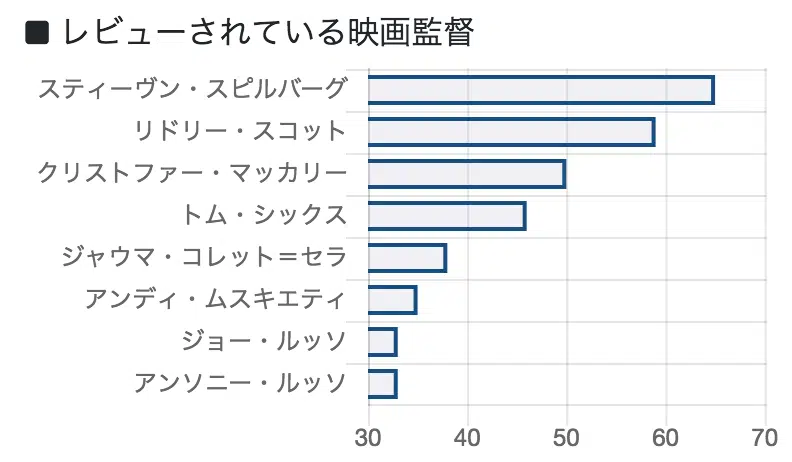 ■ レビューされている映画監督
スティーヴン・スピルバーグ
リドリー・スコット
クリストファー・マッカリー
トム・シックス
ジャウマ・コレット＝セラ
アンディ・ムスキエティ
ジョー・ルッソ
アンソニー・ルッソ
30 40 50 60 70